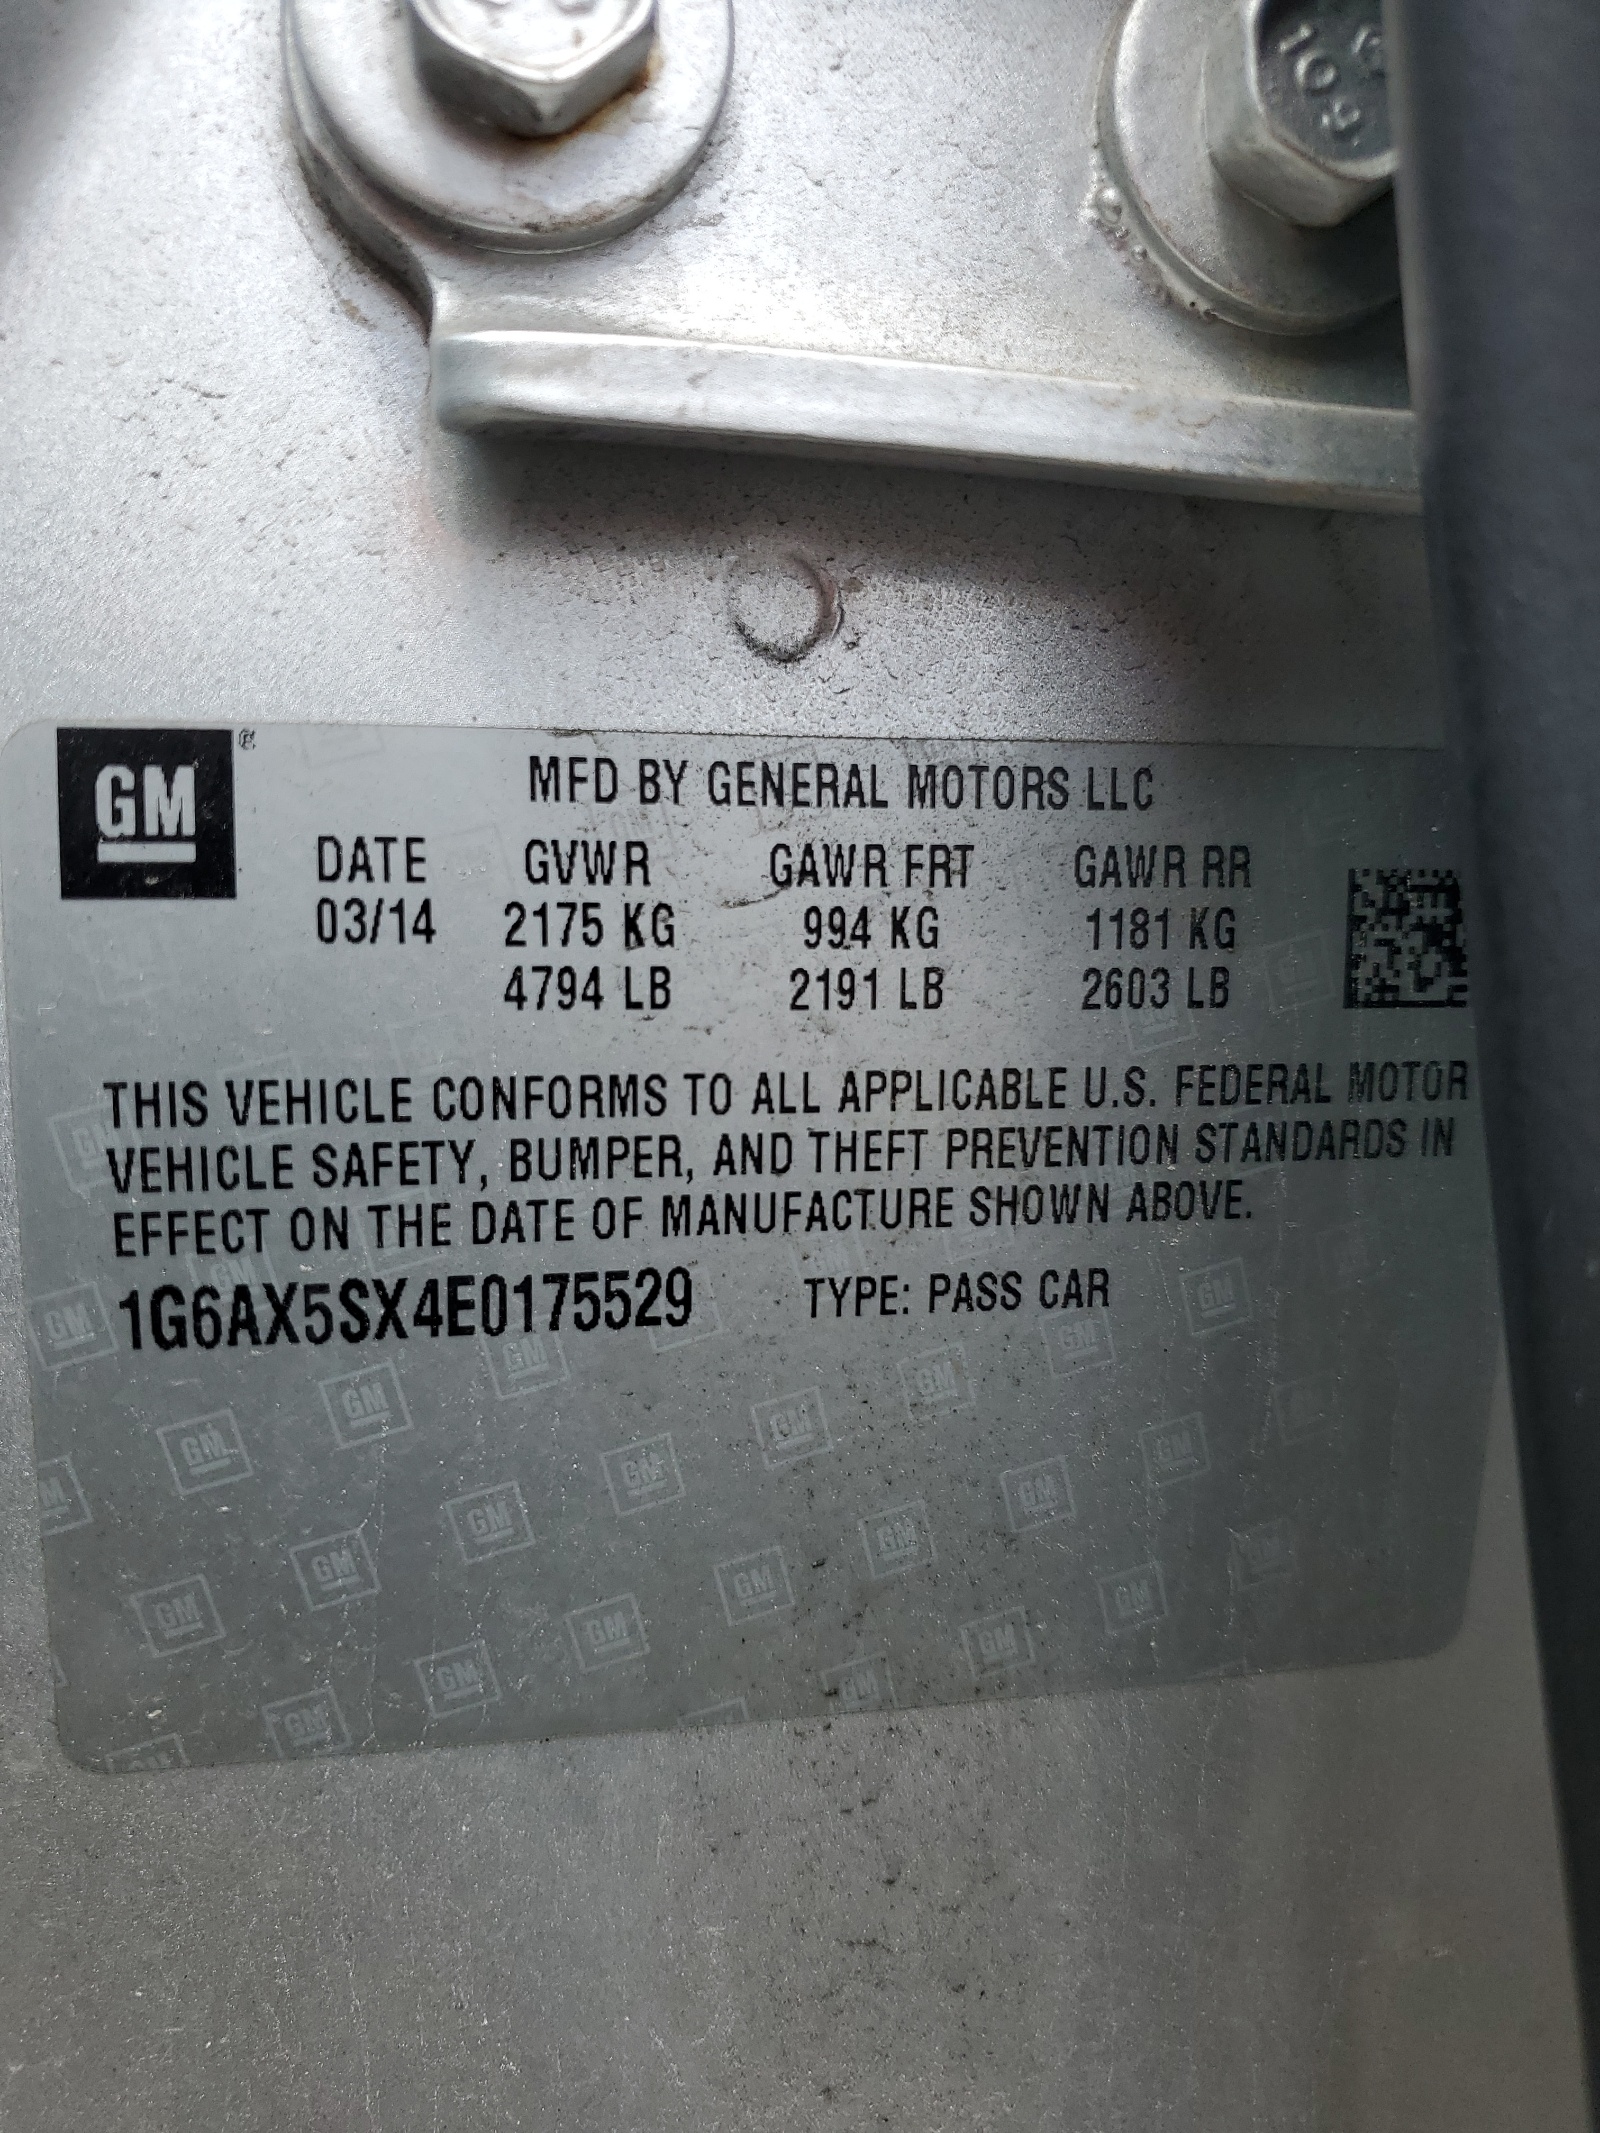 109
GM
MFD BY GENERAL MOTORS LLC
DATE GVWR GAWR FRT GAWR RR
03/14 2175 KG 994 KG 1181 KG
4794 LB 2191 LB 2603 LB
THIS VEHICLE CONFORMS TO ALL APPLICABLE U.S. FEDERAL MOTOR
VEHICLE SAFETY, BUMPER, AND THEFT PREVENTION STANDARDS IN
EFFECT ON THE DATE OF MANUFACTURE SHOWN ABOVE.
1G6AX5SX4E0175529 TYPE: PASS CAR